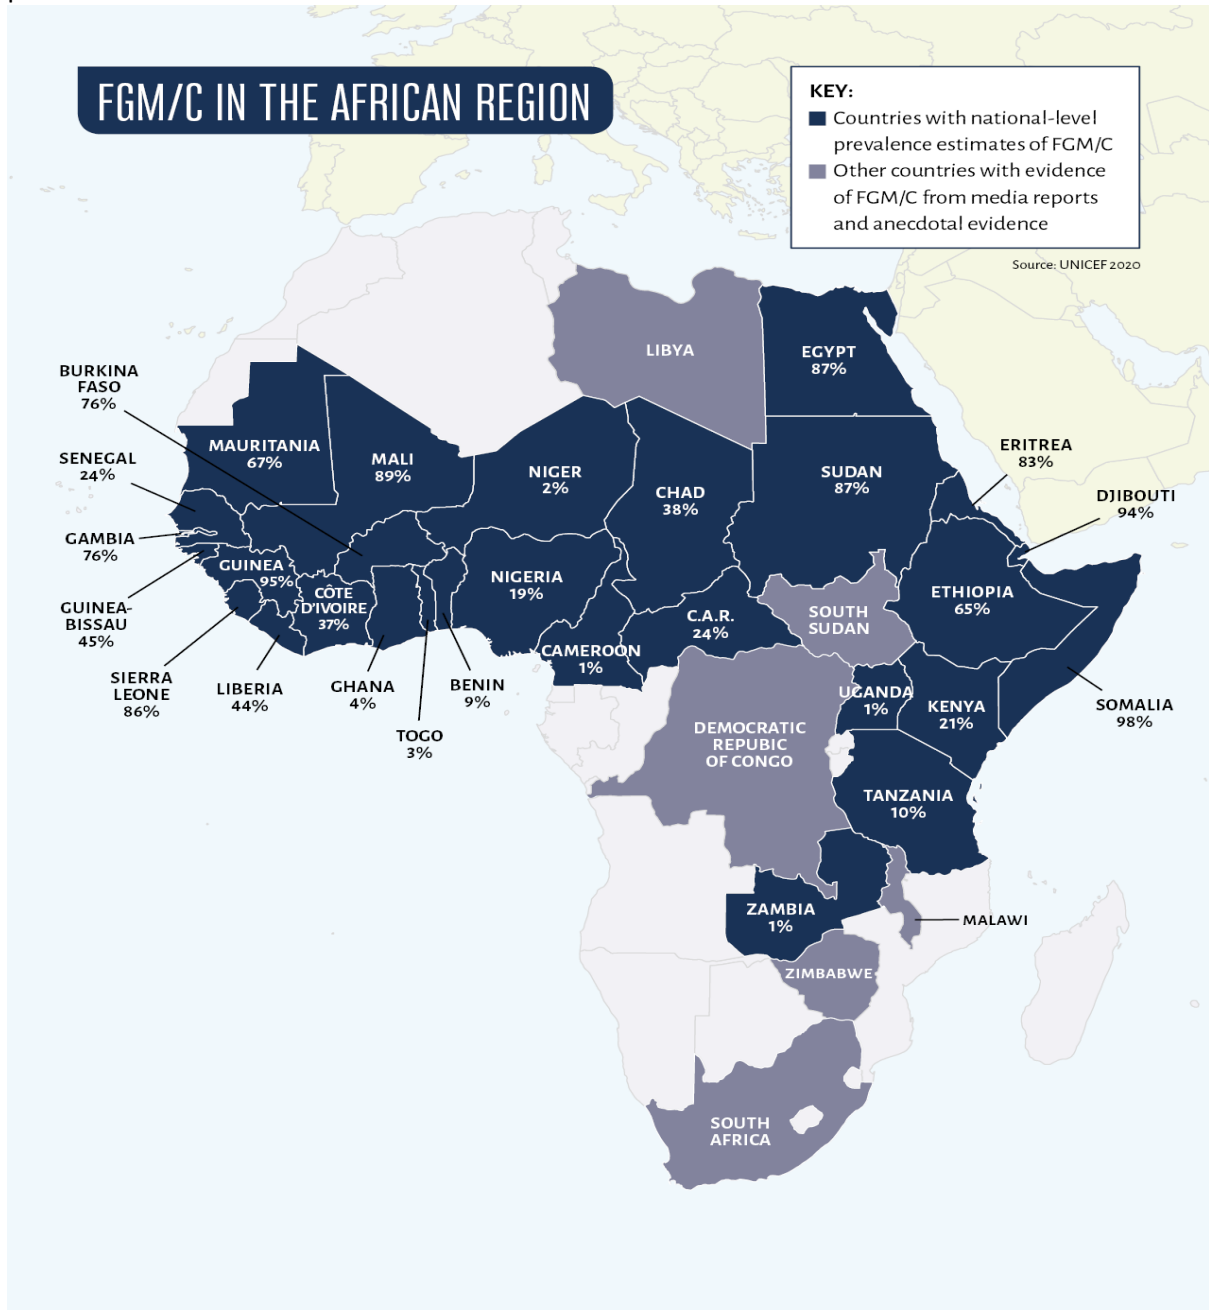 FGM/C IN THE AFRICAN REGION
KEY:
Countries with national-level
prevalence estimates of FGM/C
Other countries with evidence
of FGM/C from media reports
and anecdotal evidence
Source: UNICEF 2020
LIBYA
EGYPT
87%
BURKINA
FASO
76%
MAURITANIA
67%
SENEGAL
24%
MALI
89%
NIGER
2%
CHAD
38%
SUDAN
87%
ERITREA
83%
DJIBOUTI
94%
GAMBIA
76%
GUINEA
95%
GUINEA-
BISSAU
45%
CÔTE
D'IVOIRE
37%
NIGERIA
19%
C.A.R.
24%
SOUTH
SUDAN
ETHIOPIA
65%
CAMEROON
1%
SIERRA
LEONE
86%
LIBERIA
44%
GHANA
4%
TOGO
3%
BENIN
9%
UGANDA
1%
KENYA
21%
SOMALIA
98%
DEMOCRATIC
REPUBIC
OF CONGO
TANZANIA
10%
ZAMBIA
1%
MALAWI
ZIMBABWE
SOUTH
AFRICA